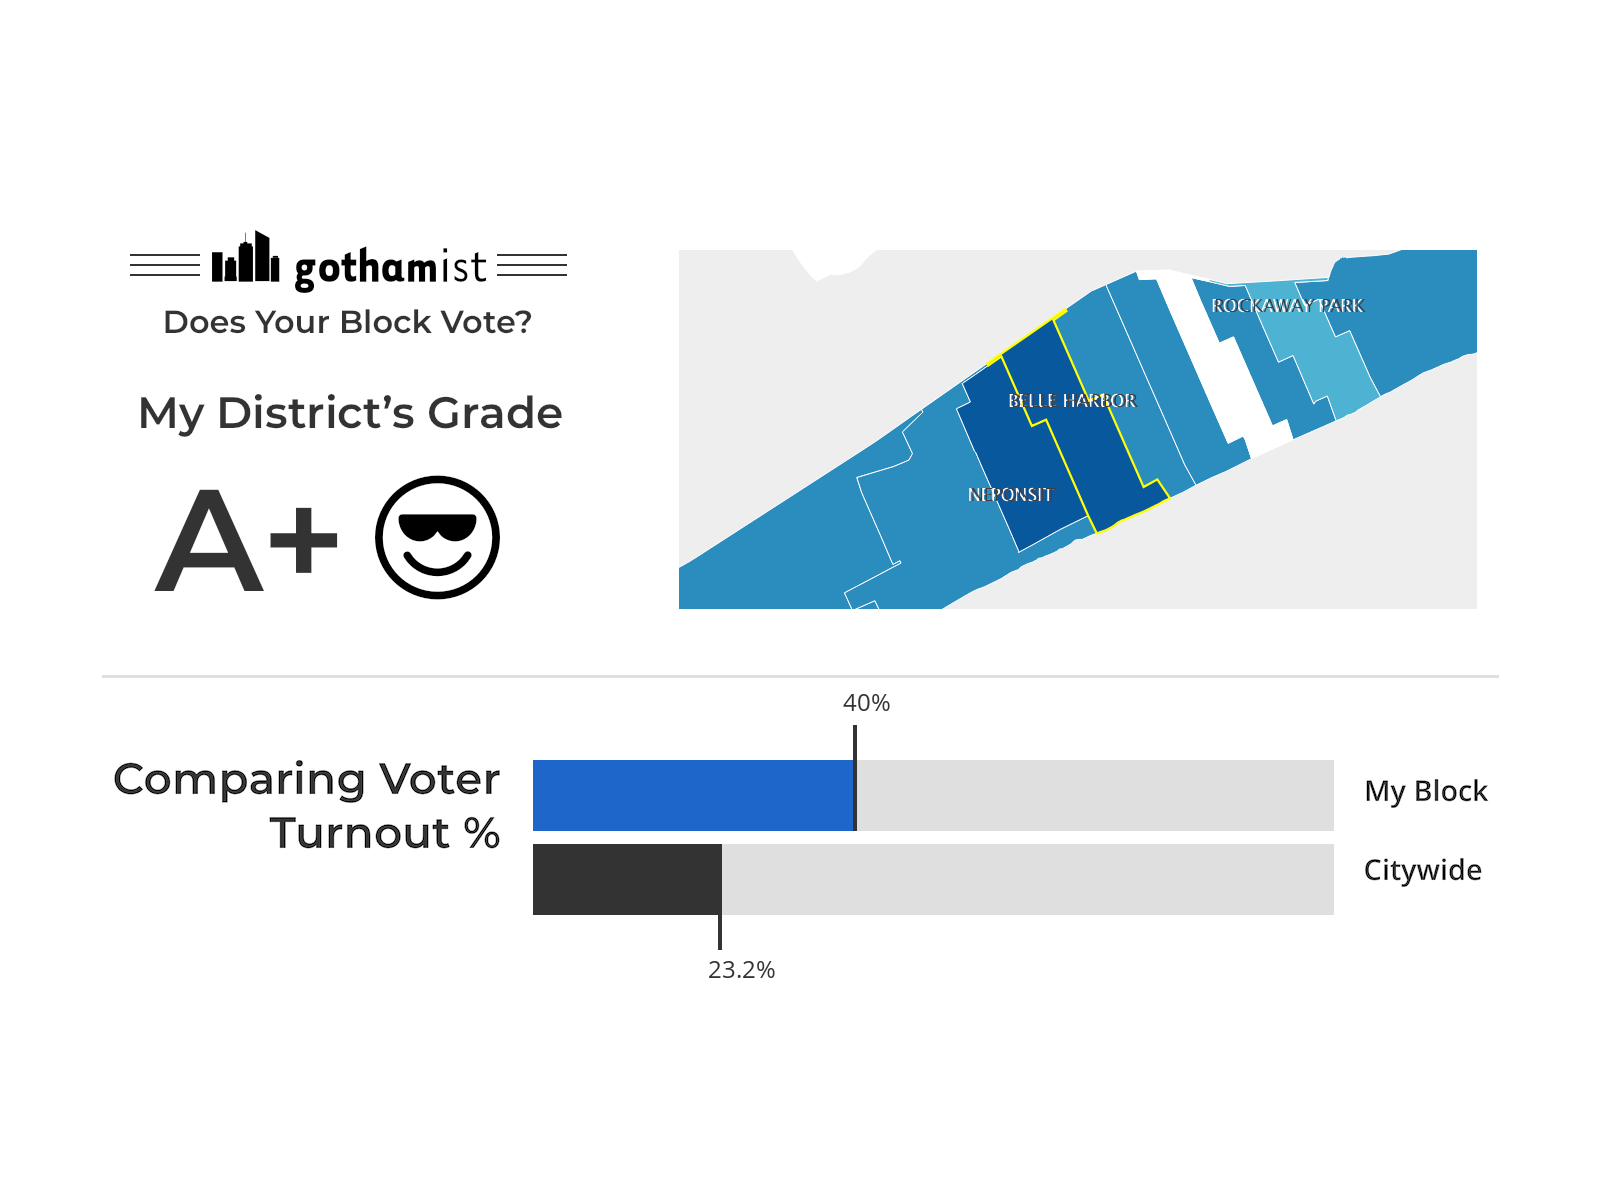 gothamist
Does Your Block Vote?
My District's Grade
A+
ROCKAWAY PARK
BELLE HARBOR
NEPONSIT
40%
Comparing Voter
Turnout %
My Block
Citywide
23.2%